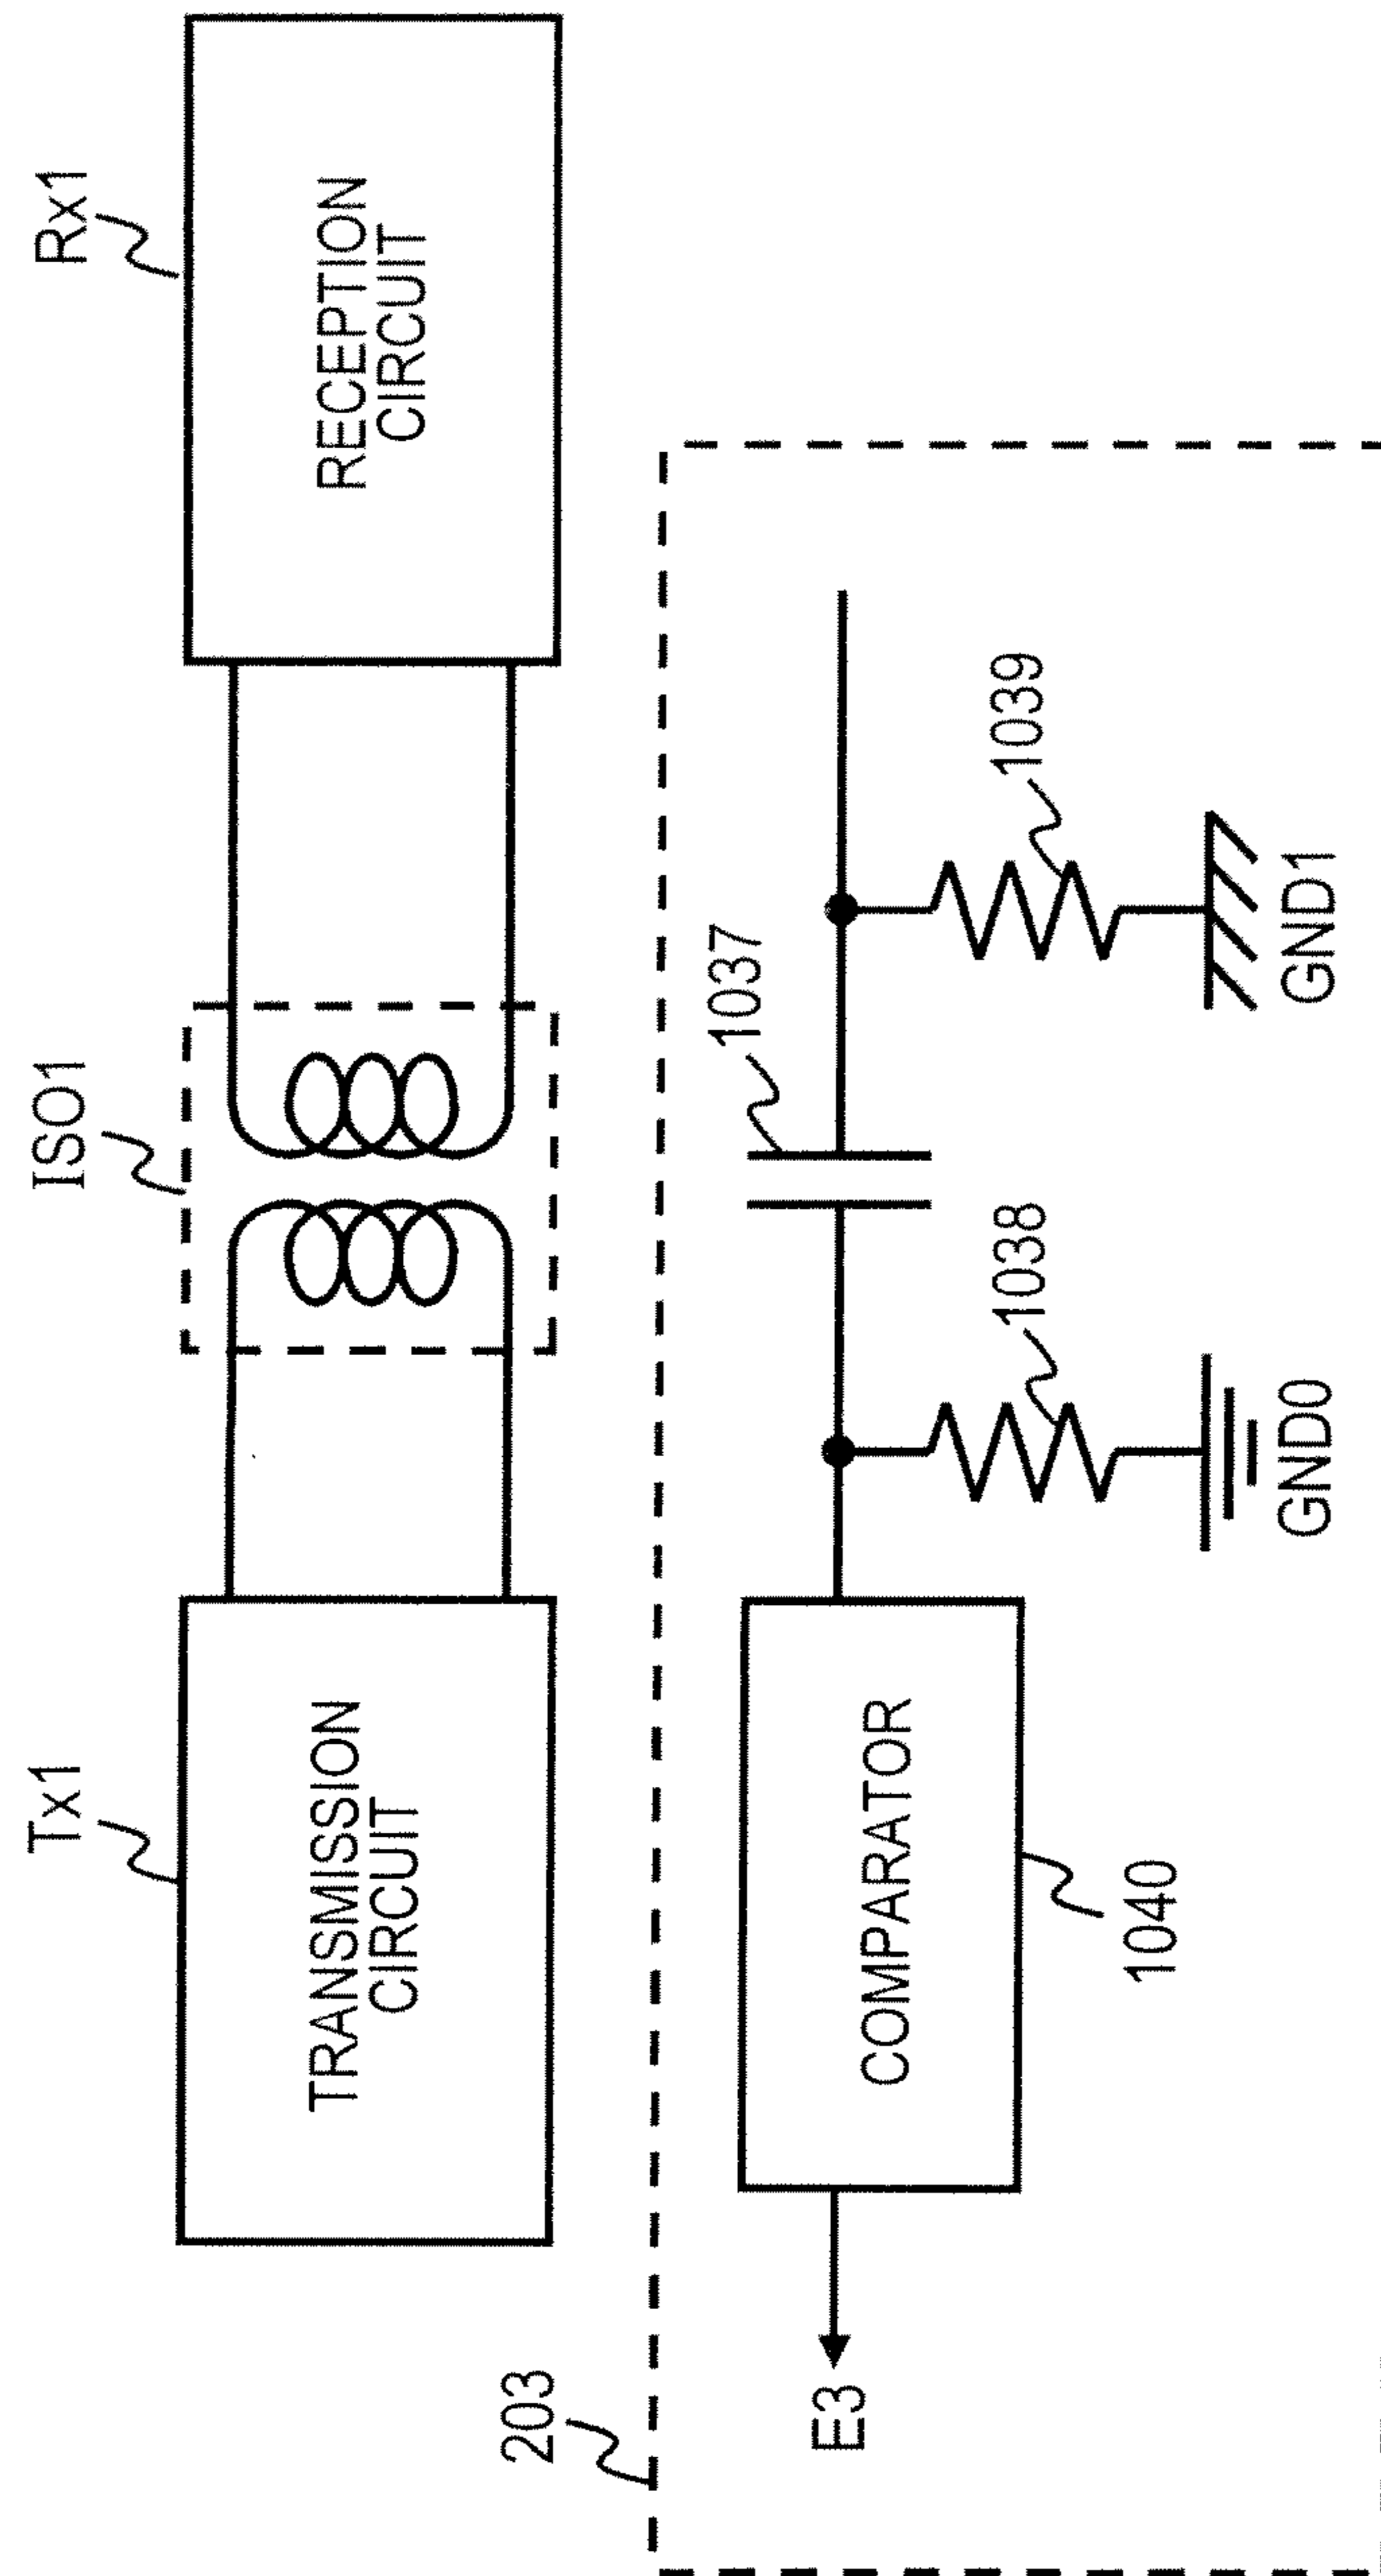 Tx1
ISO1
Rx1
TRANSMISSION
CIRCUIT
RECEPTION
CIRCUIT
203
1037
E3
COMPARATOR
1038
1039
1040
GND0
GND1